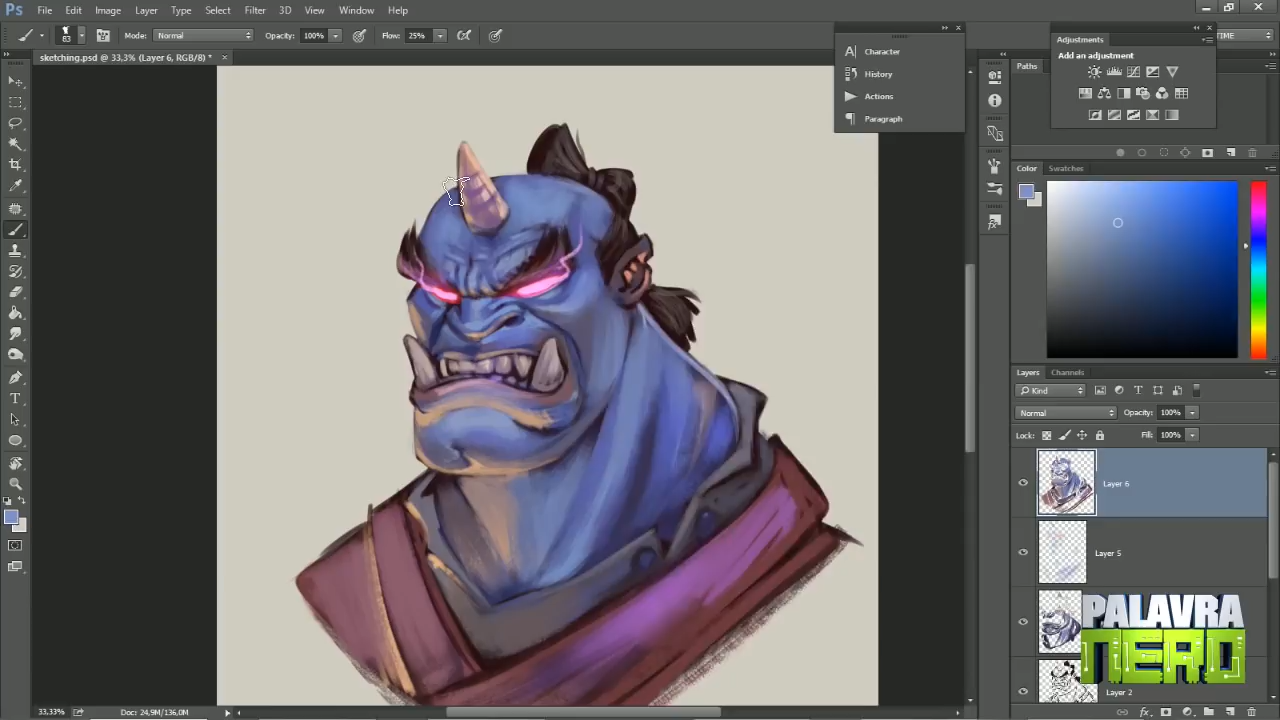 Ps File Edit Image Layer Type Select Filter 3D View Window Help
83 Mode: Normal Opacity: 100% Flow: 25%
TIME
sketching.psd @ 33,3% (Layer 6, RGB/8) *
Character
History
Actions
Paragraph
Adjustments
Add an adjustment
Paths
Color Swatches
Layers Channels
Kind
Normal Opacity: 100%
Lock: Fill: 100%
Layer 6
Layer 5
Layer 2
PALAVRA
NERD
33,33% Doc: 24,9M/136,0M